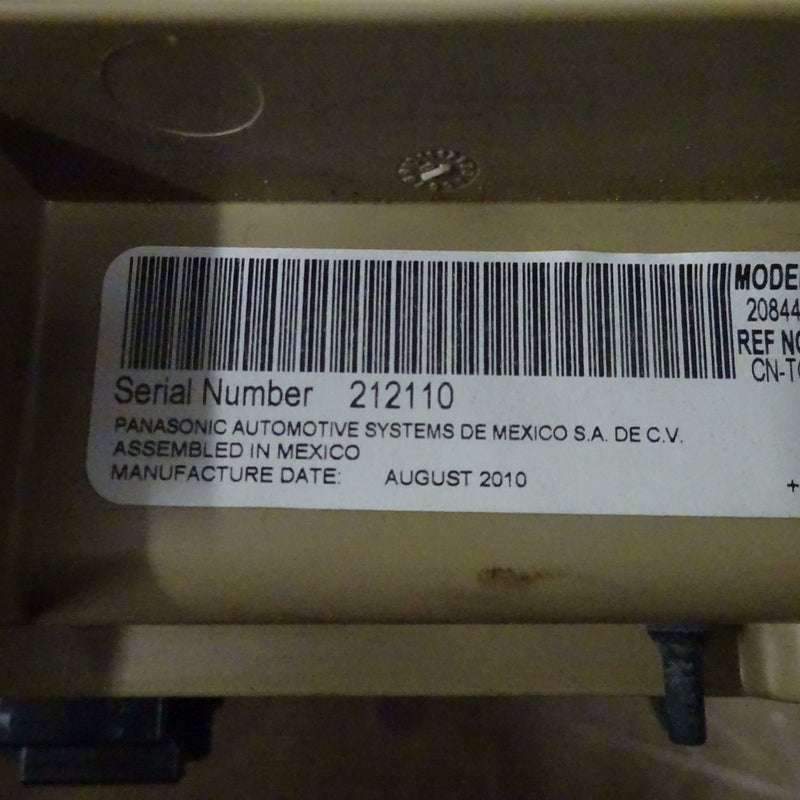 MODE
20844
REF NO
CN-T
Serial Number 212110
PANASONIC AUTOMOTIVE SYSTEMS DE MEXICO S.A. DE C.V.
ASSEMBLED IN MEXICO
MANUFACTURE DATE: AUGUST 2010
+